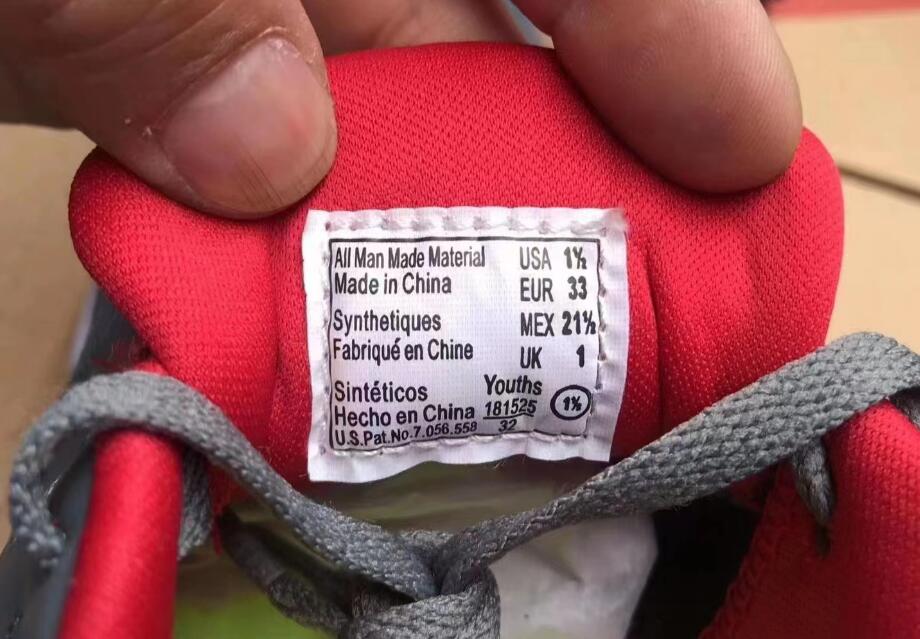 All Man Made Material USA 1½
Made in China EUR 33
Synthetiques MEX 21½
Fabriqué en Chine UK 1
Sintéticos Youths
Hecho en China 181525 1½
U.S.Pat.No.7.056.558 32